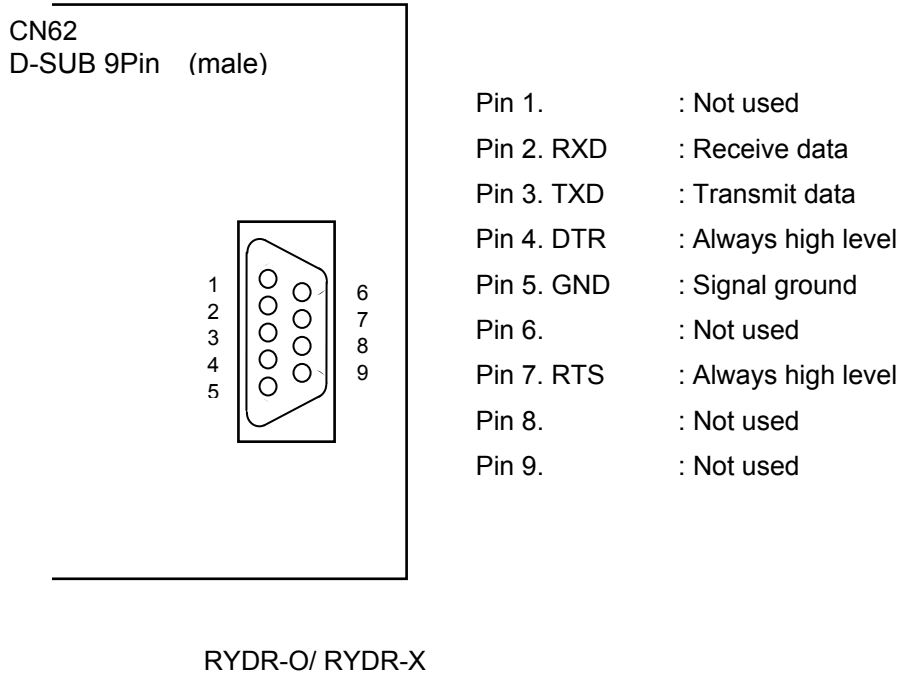 CN62
D-SUB 9Pin (male)
Pin 1. : Not used
Pin 2. RXD : Receive data
Pin 3. TXD : Transmit data
Pin 4. DTR : Always high level
Pin 5. GND : Signal ground
Pin 6. : Not used
Pin 7. RTS : Always high level
Pin 8. : Not used
Pin 9. : Not used
1
2
3
4
5
6
7
8
9
RYDR-O/ RYDR-X